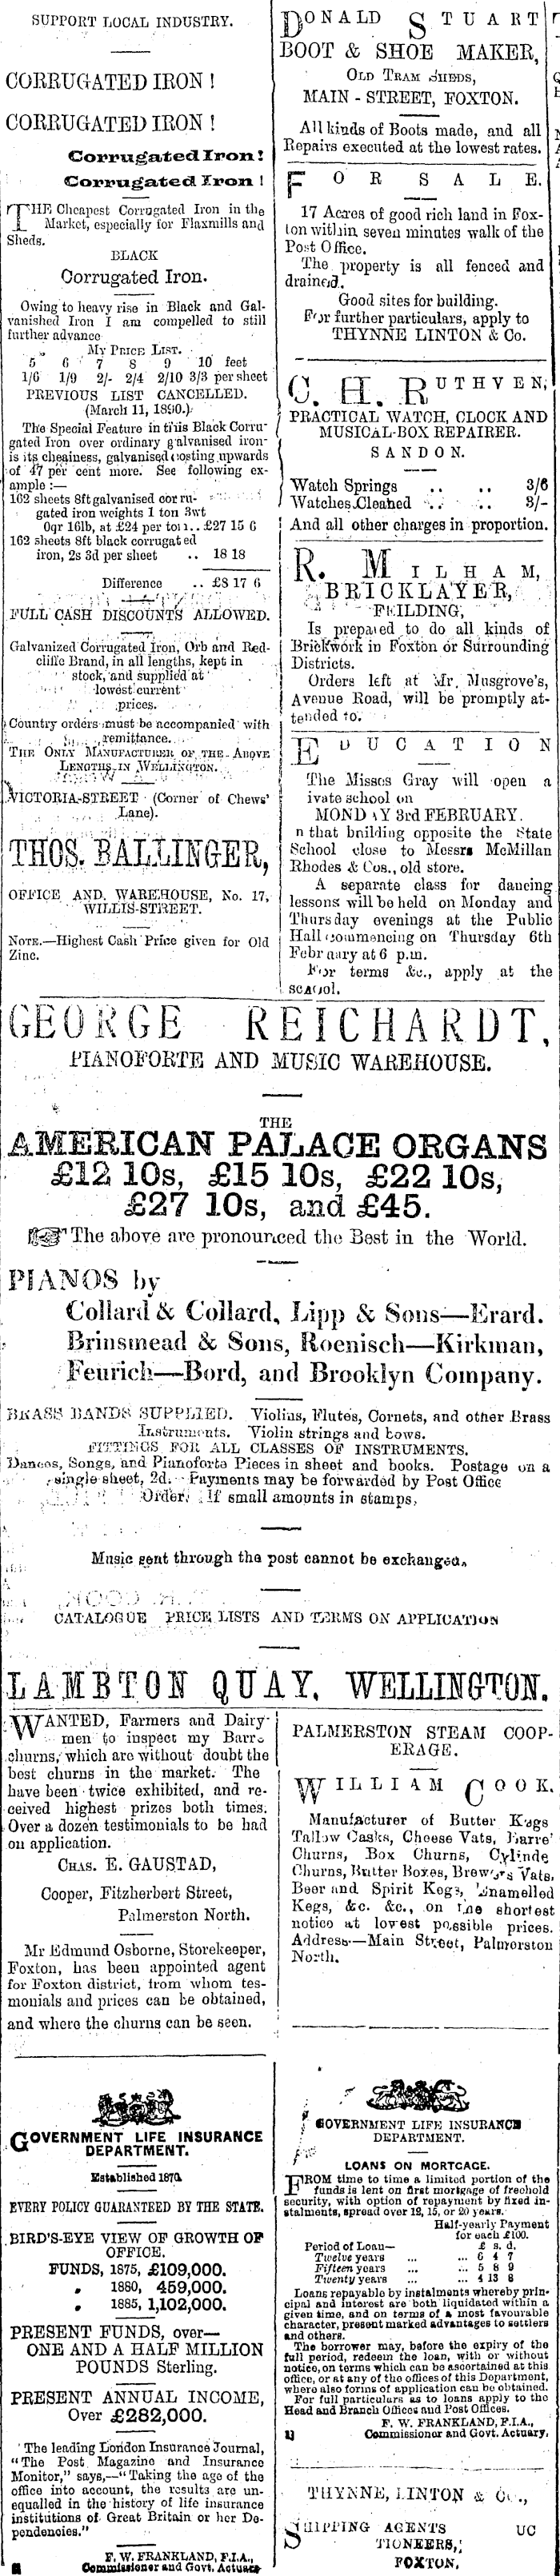 SUPPORT LOCAL INDUSTRY.
CORRUGATED IRON !
CORRUGATED IRON !
Corrugated Iron!
Corrugated Iron !
THE Cheapest Corrugated Iron in the
Market, especially for Flaxmills and
Sheds.
BLACK
Corrugated Iron.
Owing to heavy rise in Black and Gal-
vanished Iron I am compelled to still
further advance
MY PRICE LIST.
5 6 7 8 9 10 feet
1/6 1/9 2/- 2/4 2/10 3/3 per sheet
PREVIOUS LIST CANCELLED.
(March 11, 1890.)
The Special Feature in this Black Corru-
gated Iron over ordinary galvanised iron
is its cheainess, galvanised costing upwards
of 47 per cent more. See following ex-
ample :—
162 sheets 8ft galvanised corru-
gated iron weights 1 ton 3wt
0qr 16lb, at £24 per ton .. £27 15 6
162 sheets 8ft black corrugated
iron, 2s 3d per sheet .. 18 18
Difference .. £8 17 6
FULL CASH DISCOUNTS ALLOWED.
Galvanized Corrugated Iron, Orb and Red-
cliffe Brand, in all lengths, kept in
stock, and supplied at
lowest current
prices.
Country orders must be accompanied with
remittance.
THE ONLY MANUFACTURER OF THE ABOVE
LENGTHS IN WELLINGTON.
VICTORIA-STREET (Corner of Chews'
Lane).
THOS. BALLINGER,
OFFICE AND WAREHOUSE, No. 17,
WILLIS-STREET.
NOTE.—Highest Cash Price given for Old
Zinc.
DONALD STUART
BOOT & SHOE MAKER,
OLD TRAM SHEDS,
MAIN-STREET, FOXTON.
All kinds of Boots made, and all
Repairs executed at the lowest rates.
FOR SALE.
17 Acres of good rich land in Fox-
ton within seven minutes walk of the
Post Office.
The property is all fenced and
drained.
Good sites for building.
For further particulars, apply to
THYNNE LINTON & Co.
C. H. RUTHVEN,
PRACTICAL WATCH, CLOCK AND
MUSICAL-BOX REPAIRER.
SANDON.
Watch Springs .. .. 3/6
Watches Cleaned .. .. 3/-
And all other charges in proportion.
R. MILHAM,
BRICKLAYER,
FEILDING,
Is prepared to do all kinds of
Brickwork in Foxton or Surrounding
Districts.
Orders left at Mr. Musgrove's,
Avenue Road, will be promptly at-
tended to.
EDUCATION
The Misses Gray will open a
ivate school on
MONDAY 3rd FEBRUARY.
n that building opposite the State
School close to Messrs McMillan
Rhodes & Cos., old store.
A separate class for dancing
lessons will be held on Monday and
Thursday evenings at the Public
Hall commencing on Thursday 6th
February at 6 p.m.
For terms &c., apply at the
school.
GEORGE REICHARDT,
PIANOFORTE AND MUSIC WAREHOUSE.
THE
AMERICAN PALACE ORGANS
£12 10s, £15 10s, £22 10s,
£27 10s, and £45.
The above are pronounced the Best in the World.
PIANOS by
Collard & Collard, Lipp & Sons—Erard.
Brinsmead & Sons, Roenisch—Kirkman,
Feurich—Bord, and Brooklyn Company.
BRASS BANDS SUPPLIED. Violins, Flutes, Cornets, and other Brass
Instruments. Violin strings and bows.
FITTINGS FOR ALL CLASSES OF INSTRUMENTS.
Dances, Songs, and Pianoforte Pieces in sheet and books. Postage on a
single sheet, 2d. Payments may be forwarded by Post Office
Order. If small amounts in stamps,
Music sent through the post cannot be exchanged,
CATALOGUE PRICE LISTS AND TERMS ON APPLICATION
LAMBTON QUAY, WELLINGTON.
WANTED, Farmers and Dairy-
men to inspect my Barre
churns, which are without doubt the
best churns in the market. The
have been twice exhibited, and re-
ceived highest prizes both times.
Over a dozen testimonials to be had
on application.
CHAS. E. GAUSTAD,
Cooper, Fitzherbert Street,
Palmerston North.
Mr Edmund Osborne, Storekeeper,
Foxton, has been appointed agent
for Foxton district, from whom tes-
monials and prices can be obtained,
and where the churns can be seen.
PALMERSTON STEAM COOP-
ERAGE.
WILLIAM COOK.
Manufacturer of Butter Kegs
Tallow Casks, Cheese Vats, Barre'
Churns, Box Churns, Cylinde
Churns, Butter Boxes, Brewers Vats,
Beer and Spirit Kegs, Enamelled
Kegs, &c. &c., on the shortest
notice at lowest possible prices.
Address—Main Street, Palmerston
North.
GOVERNMENT LIFE INSURANCE
DEPARTMENT.
Established 1870.
EVERY POLICY GUARANTEED BY THE STATE.
BIRD'S-EYE VIEW OF GROWTH OF
OFFICE.
FUNDS, 1875, £109,000.
„ 1880, 459,000.
„ 1885, 1,102,000.
PRESENT FUNDS, over—
ONE AND A HALF MILLION
POUNDS Sterling.
PRESENT ANNUAL INCOME,
Over £282,000.
The leading London Insurance Journal,
"The Post Magazine and Insurance
Monitor," says,—"Taking the age of the
office into account, the results are un-
equalled in the history of life insurance
institutions of Great Britain or her De-
pendencies."
F. W. FRANKLAND, F.I.A.,
Commissioner and Govt. Actuary
GOVERNMENT LIFE INSURANCE
DEPARTMENT.
LOANS ON MORTGAGE.
FROM time to time a limited portion of the
funds is lent on first mortgage of freehold
security, with option of repayment by fixed in-
stalments, spread over 12, 15, or 20 years.
Half-yearly Payment
for each £100.
Period of Loan— £ s. d.
Twelve years ... ... 6 4 7
Fifteen years ... ... 5 8 9
Twenty years ... ... 4 13 8
Loans repayable by instalments whereby prin-
cipal and interest are both liquidated within a
given time, and on terms of a most favourable
character, present marked advantages to settlers
and others.
The borrower may, before the expiry of the
full period, redeem the loan, with or without
notice, on terms which can be ascertained at this
office, or at any of the offices of this Department,
where also forms of application can be obtained.
For full particulars as to loans apply to the
Head and Branch Offices and Post Offices.
F. W. FRANKLAND, F.I.A.,
Commissioner and Govt. Actuary,
THYNNE, LINTON & Co.,
SHIPPING AGENTS UC
TIONEERS,
FOXTON,